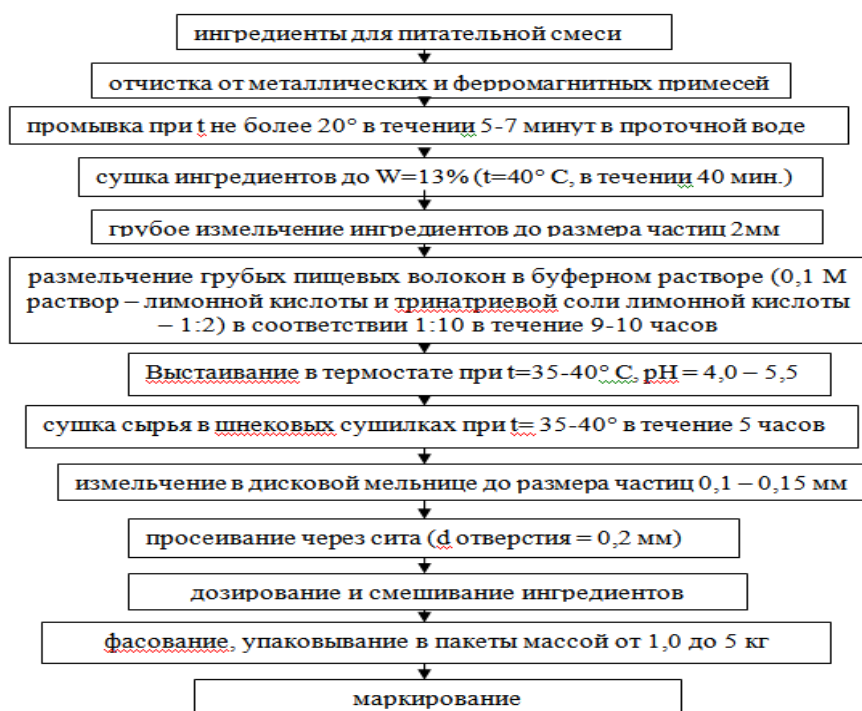 ингредиенты для питательной смеси
отчистка от металлических и ферромагнитных примесей
промывка при t не более 20° в течении 5-7 минут в проточной воде
сушка ингредиентов до W=13% (t=40° С, в течении 40 мин.)
грубое измельчение ингредиентов до размера частиц 2мм
размельчение грубых пищевых волокон в буферном растворе (0,1 М
раствор – лимонной кислоты и тринатриевой соли лимонной кислоты
– 1:2) в соответствии 1:10 в течение 9-10 часов
Выстаивание в термостате при t=35-40° С, рН = 4,0 – 5,5
сушка сырья в шнековых сушилках при t= 35-40° в течение 5 часов
измельчение в дисковой мельнице до размера частиц 0,1 – 0,15 мм
просеивание через сита (d отверстия = 0,2 мм)
дозирование и смешивание ингредиентов
фасование, упаковывание в пакеты массой от 1,0 до 5 кг
маркирование